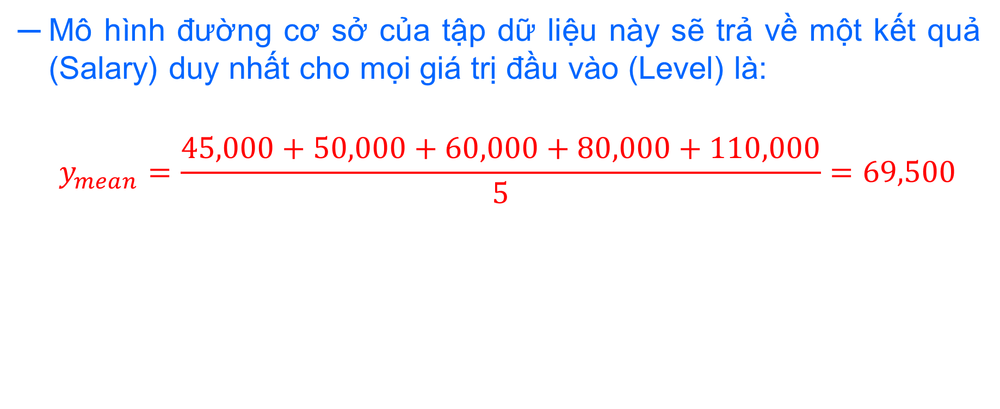 — Mô hình đường cơ sở của tập dữ liệu này sẽ trả về một kết quả
(Salary) duy nhất cho mọi giá trị đầu vào (Level) là:
y_mean = (45,000 + 50,000 + 60,000 + 80,000 + 110,000) / 5 = 69,500